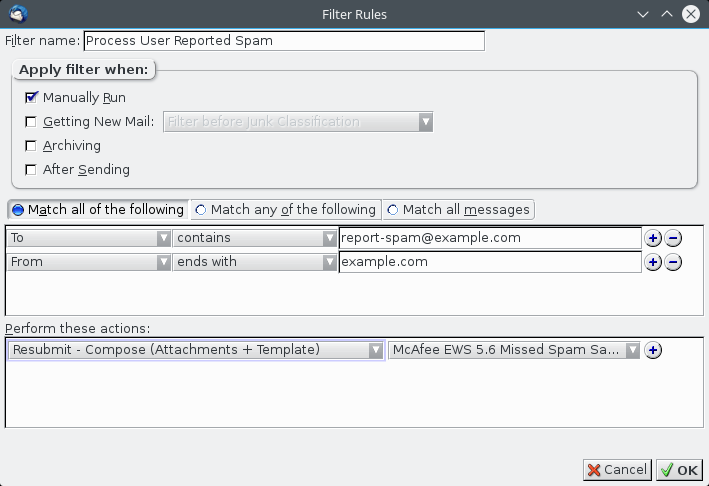 Filter Rules
Filter name: Process User Reported Spam
Apply filter when:
Manually Run
Getting New Mail: Filter before Junk Classification
Archiving
After Sending
Match all of the following Match any of the following Match all messages
To contains report-spam@example.com
From ends with example.com
Perform these actions:
Resubmit - Compose (Attachments + Template) McAfee EWS 5.6 Missed Spam Sa...
Cancel OK